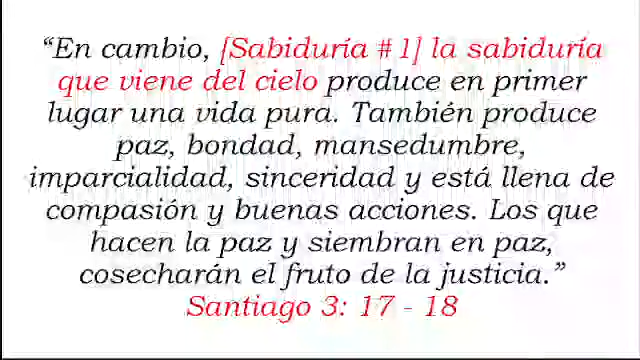 “En cambio, [Sabiduría # 1] la sabiduría
que viene del cielo produce en primer
lugar una vida pura. También produce
paz, bondad, mansedumbre,
imparcialidad, sinceridad y está llena de
compasión y buenas acciones. Los que
hacen la paz y siembran en paz,
cosecharán el fruto de la justicia.”
Santiago 3: 17 - 18